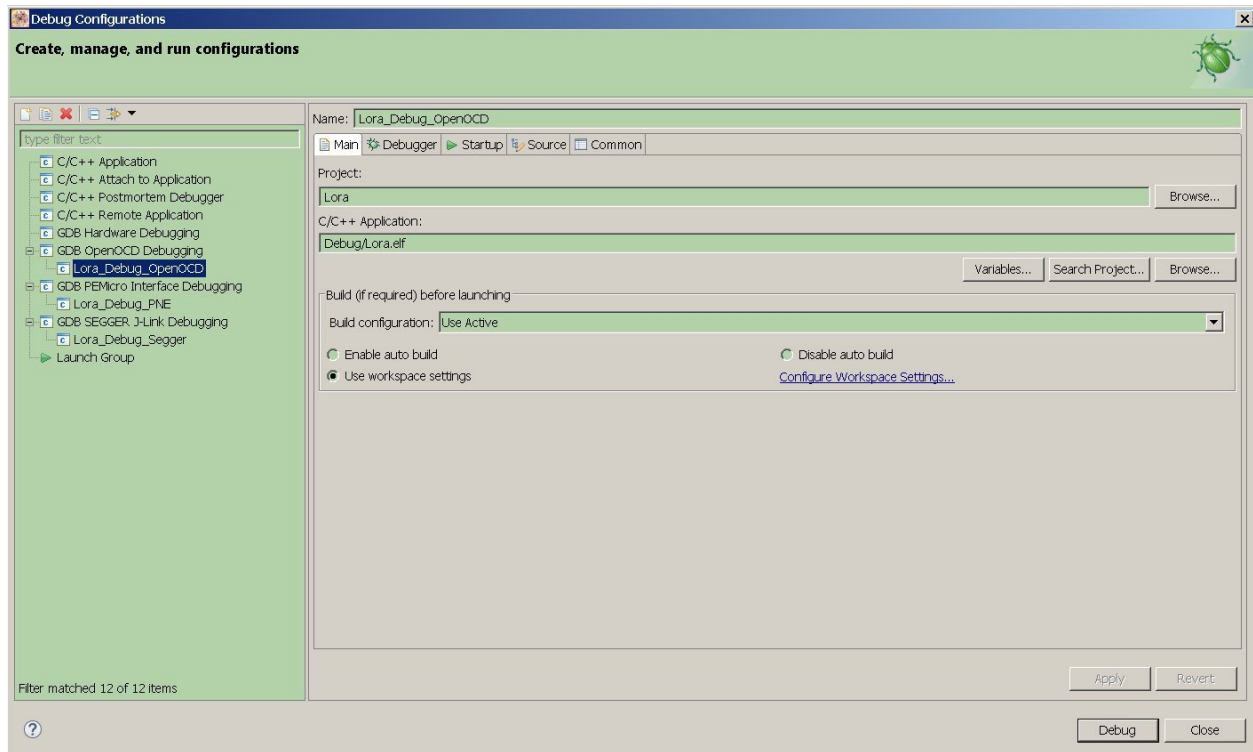 Debug Configurations
Create, manage, and run configurations
type filter text
C/C++ Application
C/C++ Attach to Application
C/C++ Postmortem Debugger
C/C++ Remote Application
GDB Hardware Debugging
GDB OpenOCD Debugging
Lora_Debug_OpenOCD
GDB PEMicro Interface Debugging
Lora_Debug_PNE
GDB SEGGER J-Link Debugging
Lora_Debug_Segger
Launch Group
Filter matched 12 of 12 items
Name: Lora_Debug_OpenOCD
Main Debugger Startup Source Common
Project:
Lora Browse...
C/C++ Application:
Debug/Lora.elf
Variables... Search Project... Browse...
Build (if required) before launching
Build configuration: Use Active
Enable auto build Disable auto build
Use workspace settings Configure Workspace Settings...
Apply Revert
Debug Close